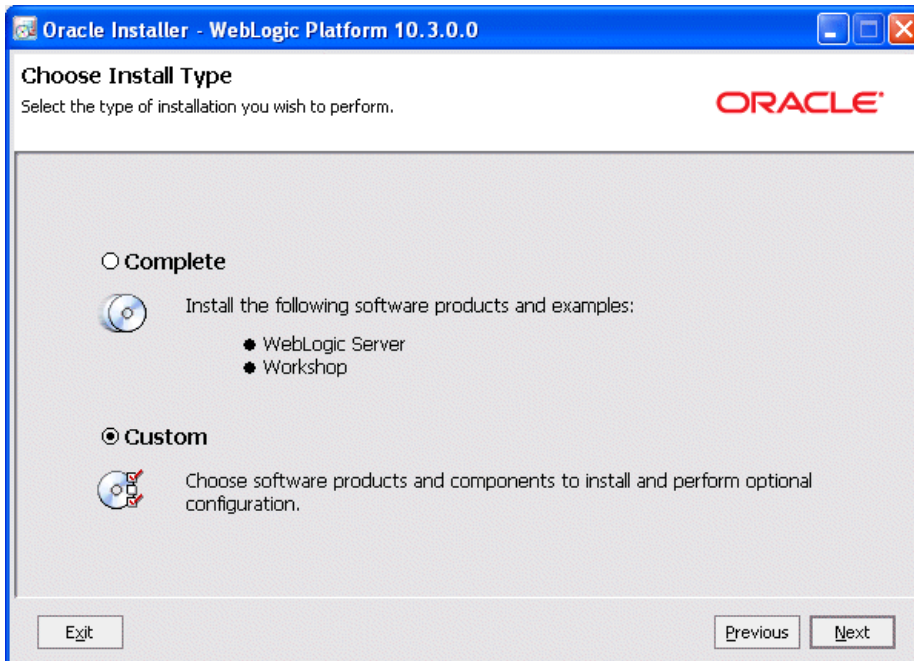 Oracle Installer - WebLogic Platform 10.3.0.0
Choose Install Type
Select the type of installation you wish to perform.
ORACLE
Complete
Install the following software products and examples:
WebLogic Server
Workshop
Custom
Choose software products and components to install and perform optional
configuration.
Exit
Previous
Next